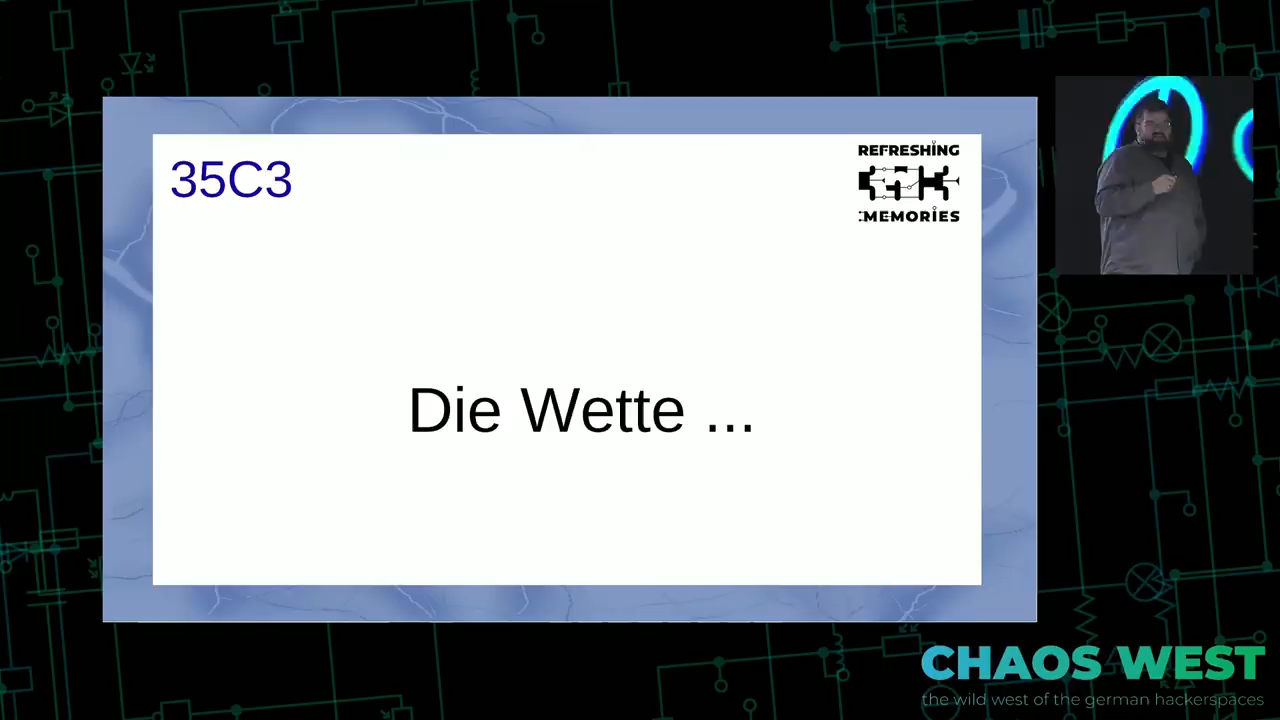 35C3
REFRESHING
MEMORIES
Die Wette ...
CHAOS WEST
the wild west of the german hackerspaces